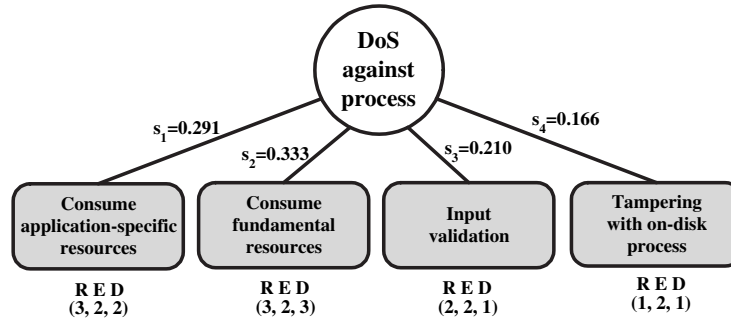 DoS
against
process
s₁=0.291
s₂=0.333
s₃=0.210
s₄=0.166
Consume
application-specific
resources
Consume
fundamental
resources
Input
validation
Tampering
with on-disk
process
R E D
(3, 2, 2)
R E D
(3, 2, 3)
R E D
(2, 2, 1)
R E D
(1, 2, 1)